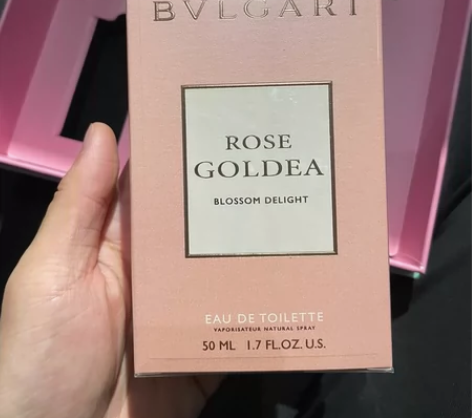 BVLGARI
ROSE
GOLDEA
BLOSSOM DELIGHT
EAU DE TOILETTE
VAPORISATEUR NATURAL SPRAY
50 ML 1.7 FL.OZ. U.S.